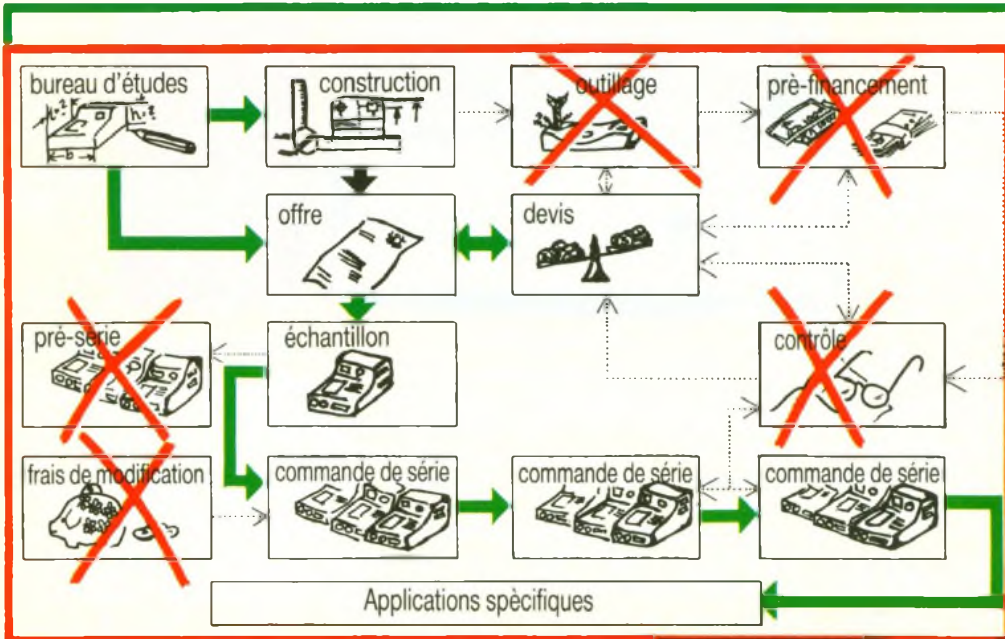 bureau d'études
construction
outillage
prè-financement
h=?
h=?
b
offre
devis
pré-série
échantillon
contrôle
frais de modification
commande de série
commande de série
commande de série
Applications spècifiques